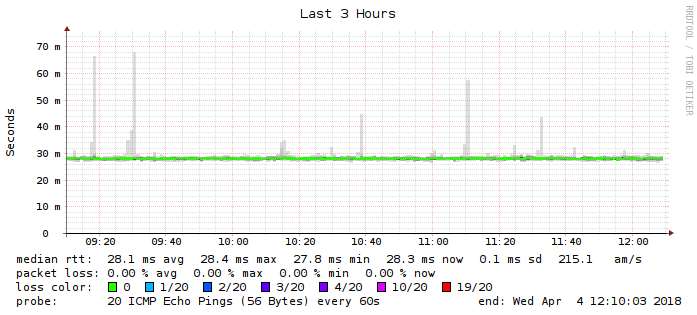 Last 3 Hours
RRDTOOL / TOBI OETIKER
Seconds
70 m
60 m
50 m
40 m
30 m
20 m
10 m
0
09:20 09:40 10:00 10:20 10:40 11:00 11:20 11:40 12:00
median rtt: 28.1 ms avg 28.4 ms max 27.8 ms min 28.3 ms now 0.1 ms sd 215.1 am/s
packet loss: 0.00 % avg 0.00 % max 0.00 % min 0.00 % now
loss color: 0 1/20 2/20 3/20 4/20 10/20 19/20
probe: 20 ICMP Echo Pings (56 Bytes) every 60s end: Wed Apr 4 12:10:03 2018